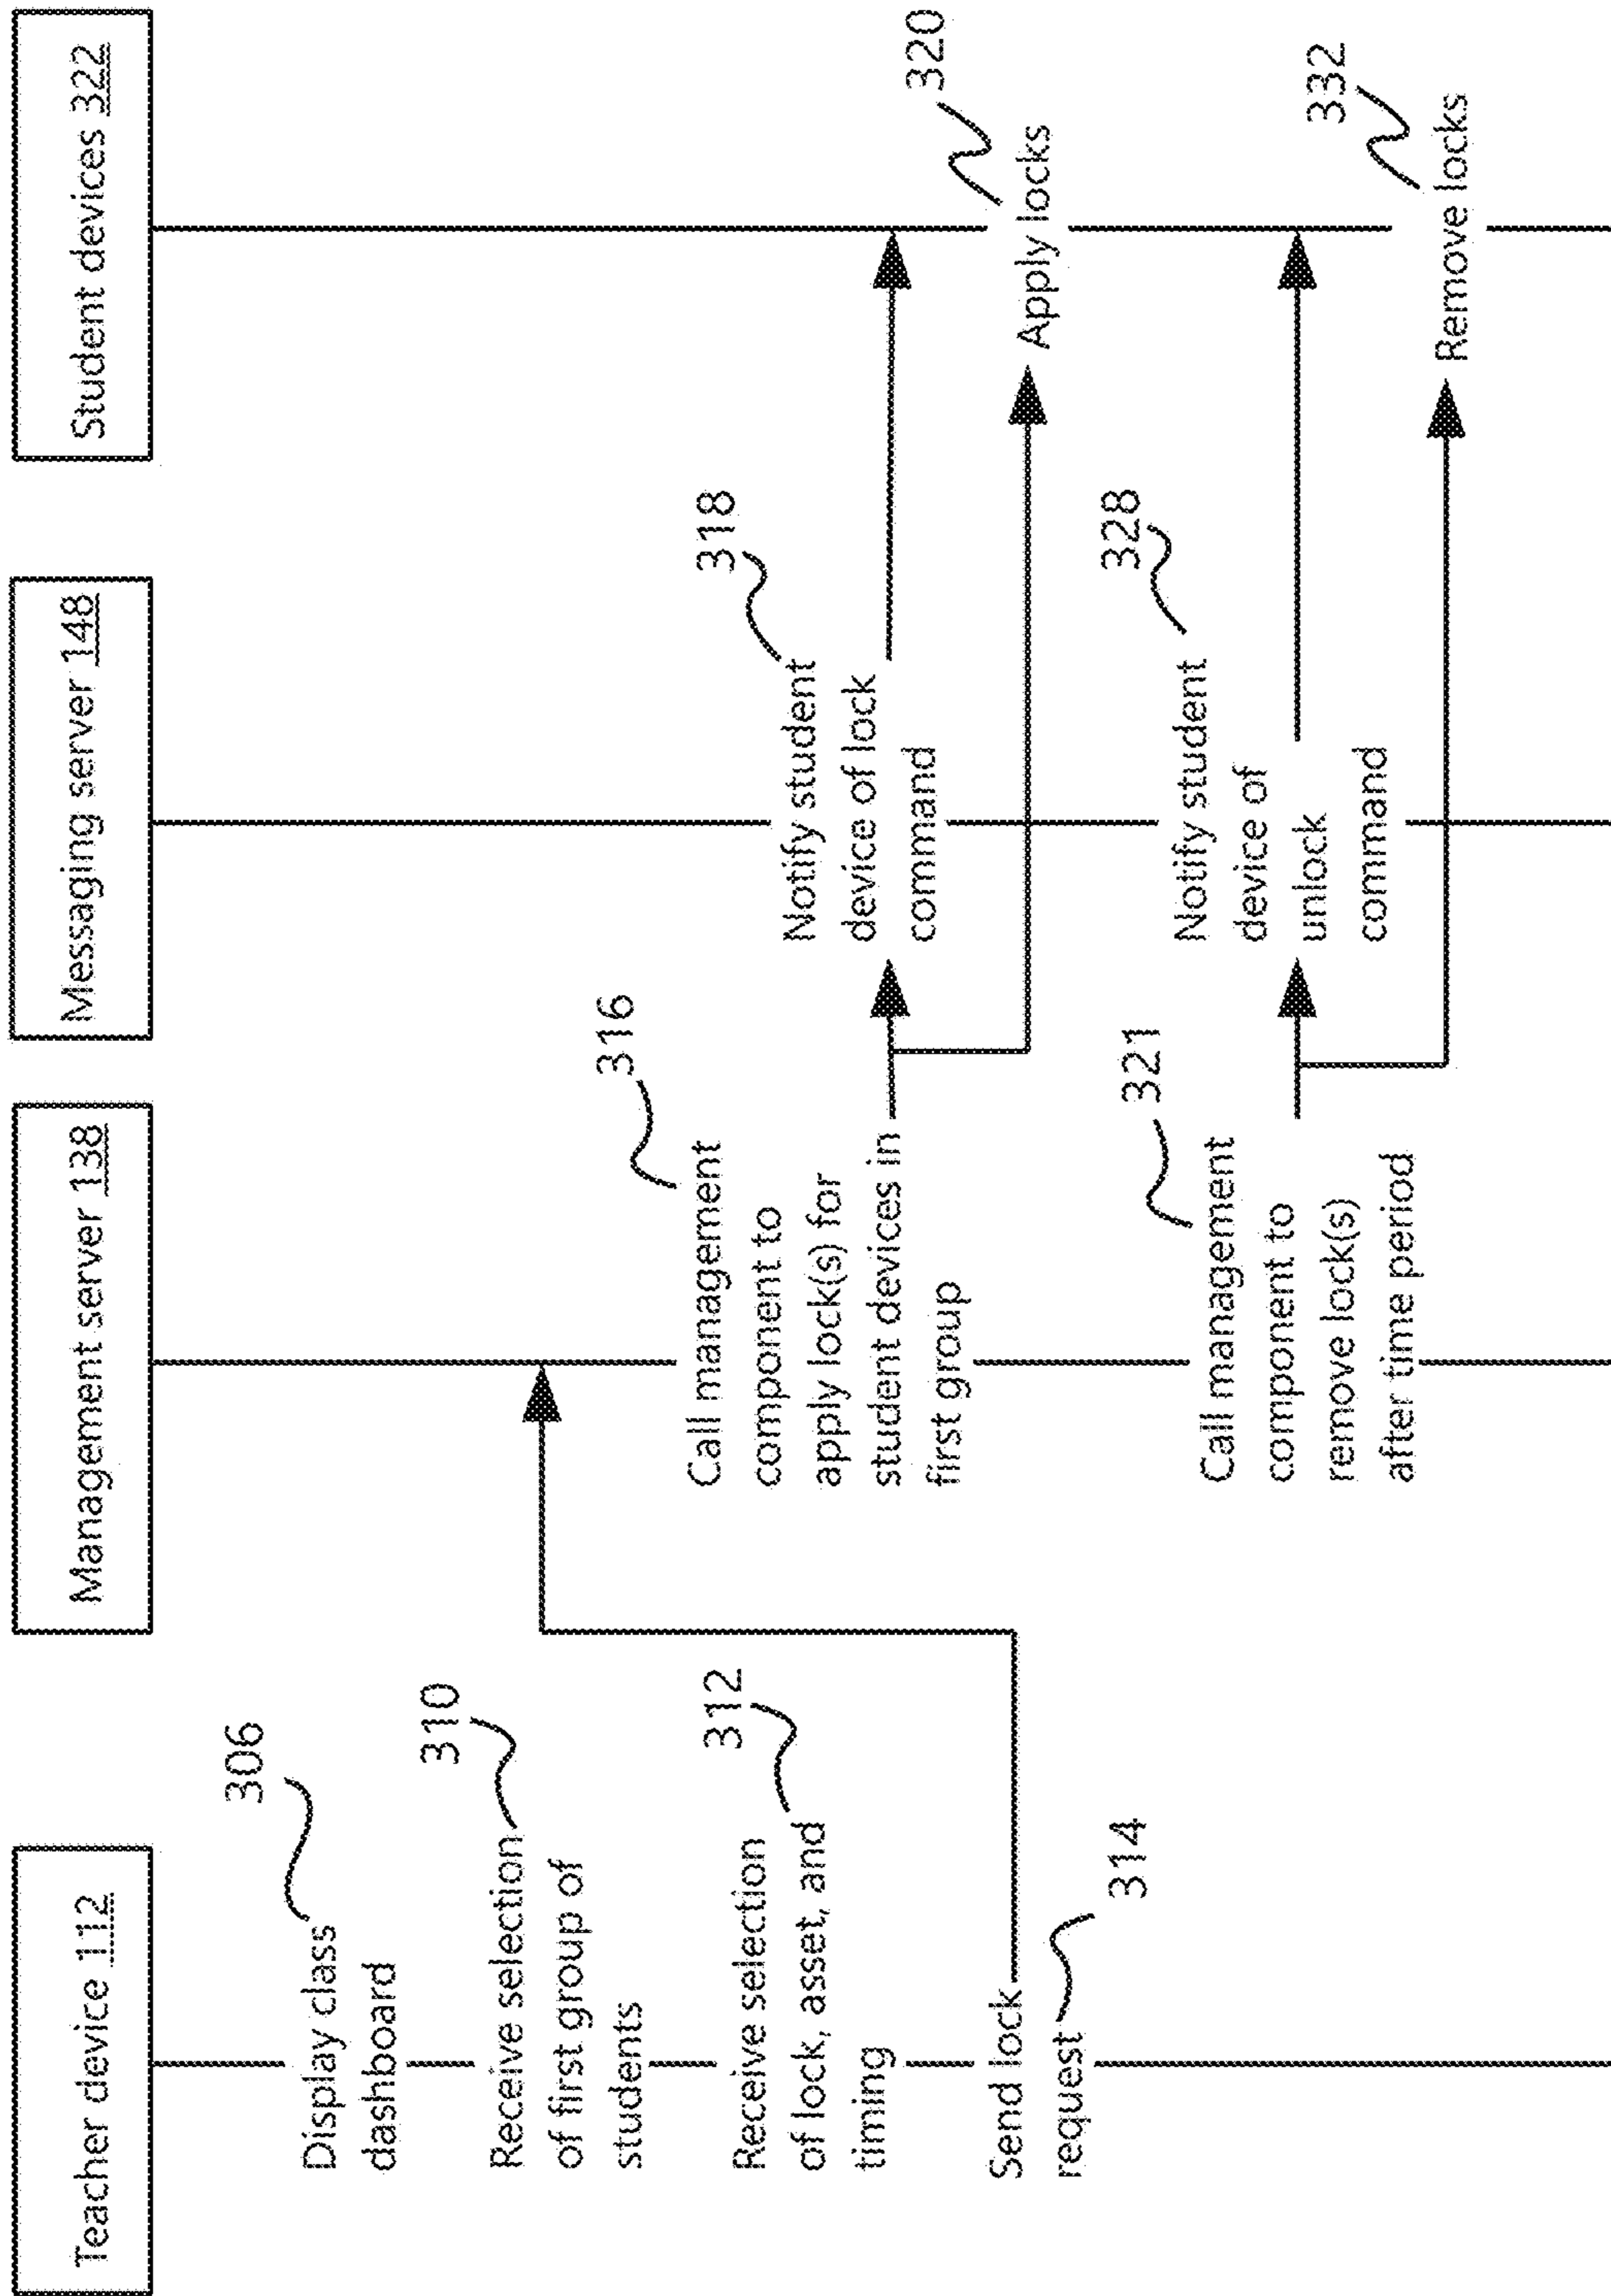 Teacher device 112
Management server 138
Messaging server 148
Student devices 322
306
Display class
dashboard
310
Receive selection
of first group of
students
312
Receive selection
of lock, asset, and
timing
Send lock
request
314
316
Call management
component to
apply lock(s) for
student devices in
first group
318
Notify student
device of lock
command
320
Apply locks
321
Call management
component to
remove lock(s)
after time period
328
Notify student
device of
unlock
command
332
Remove locks